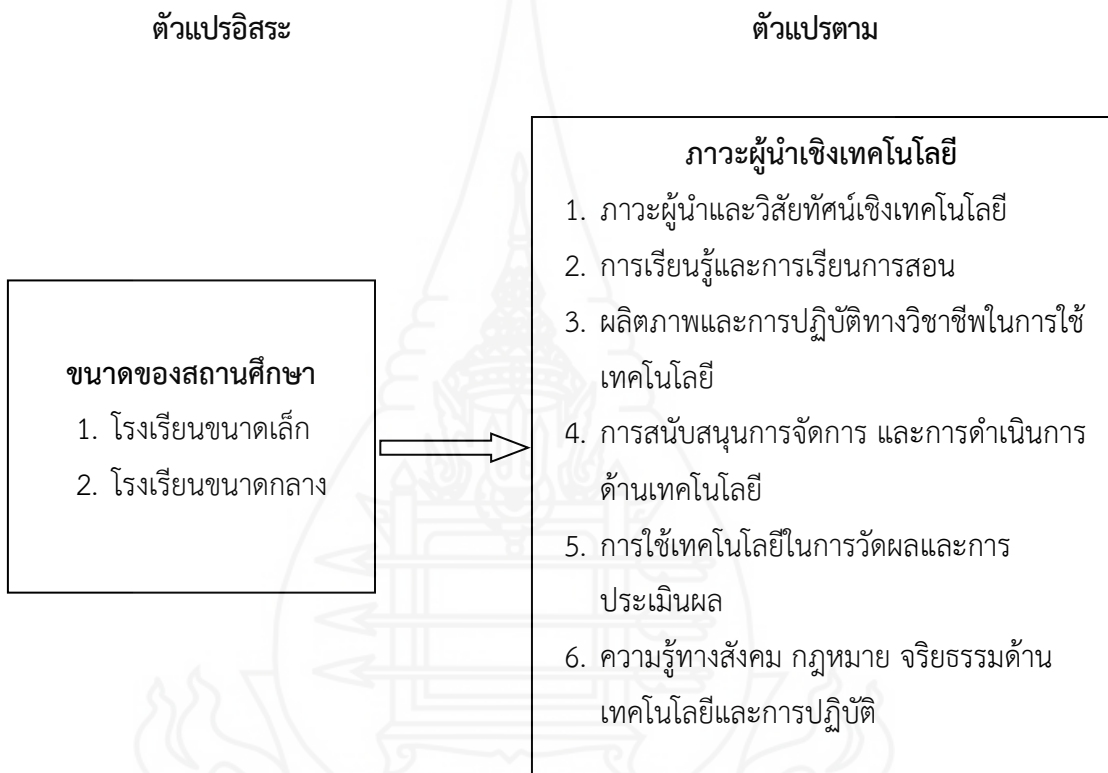 ตัวแปรอิสระ
ตัวแปรตาม
ขนาดของสถานศึกษา
1. โรงเรียนขนาดเล็ก
2. โรงเรียนขนาดกลาง
ภาวะผู้นำเชิงเทคโนโลยี
1. ภาวะผู้นำและวิสัยทัศน์เชิงเทคโนโลยี
2. การเรียนรู้และการเรียนการสอน
3. ผลิตภาพและการปฏิบัติทางวิชาชีพในการใช้
เทคโนโลยี
4. การสนับสนุนการจัดการ และการดำเนินการ
ด้านเทคโนโลยี
5. การใช้เทคโนโลยีในการวัดผลและการ
ประเมินผล
6. ความรู้ทางสังคม กฎหมาย จริยธรรมด้าน
เทคโนโลยีและการปฏิบัติ